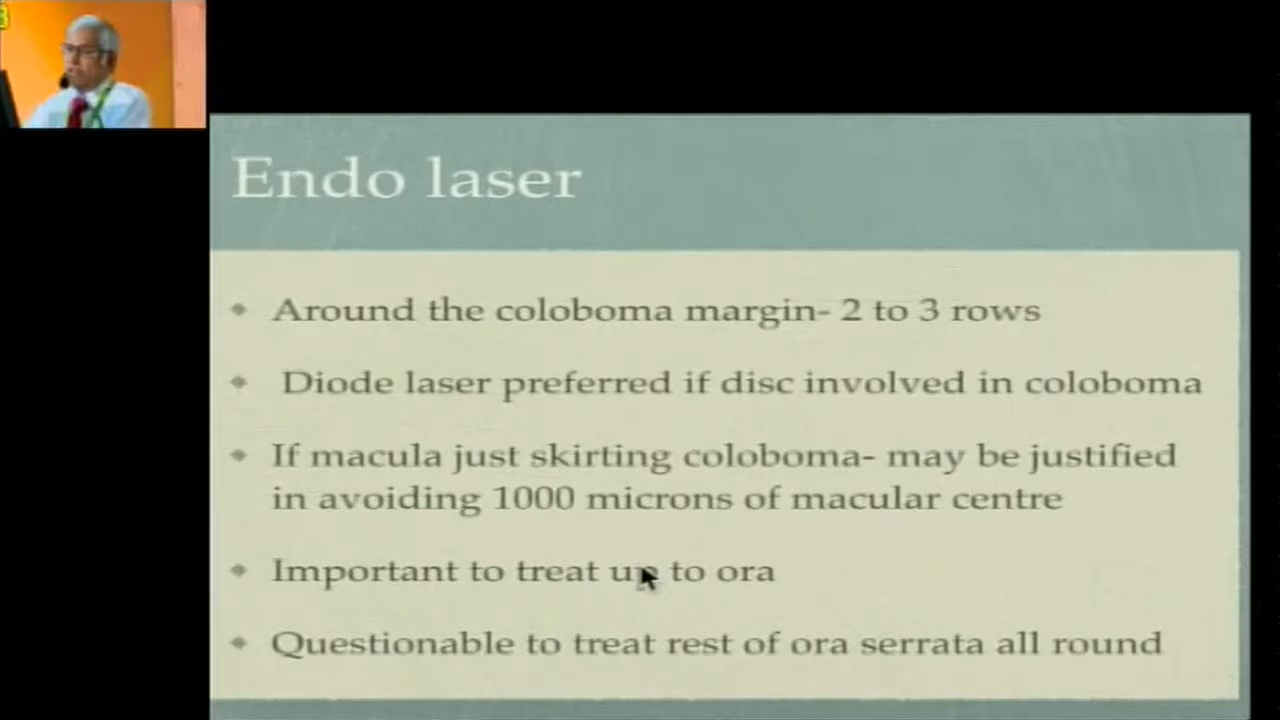 Endo laser
Around the coloboma margin- 2 to 3 rows
Diode laser preferred if disc involved in coloboma
If macula just skirting coloboma- may be justified
in avoiding 1000 microns of macular centre
Important to treat up to ora
Questionable to treat rest of ora serrata all round